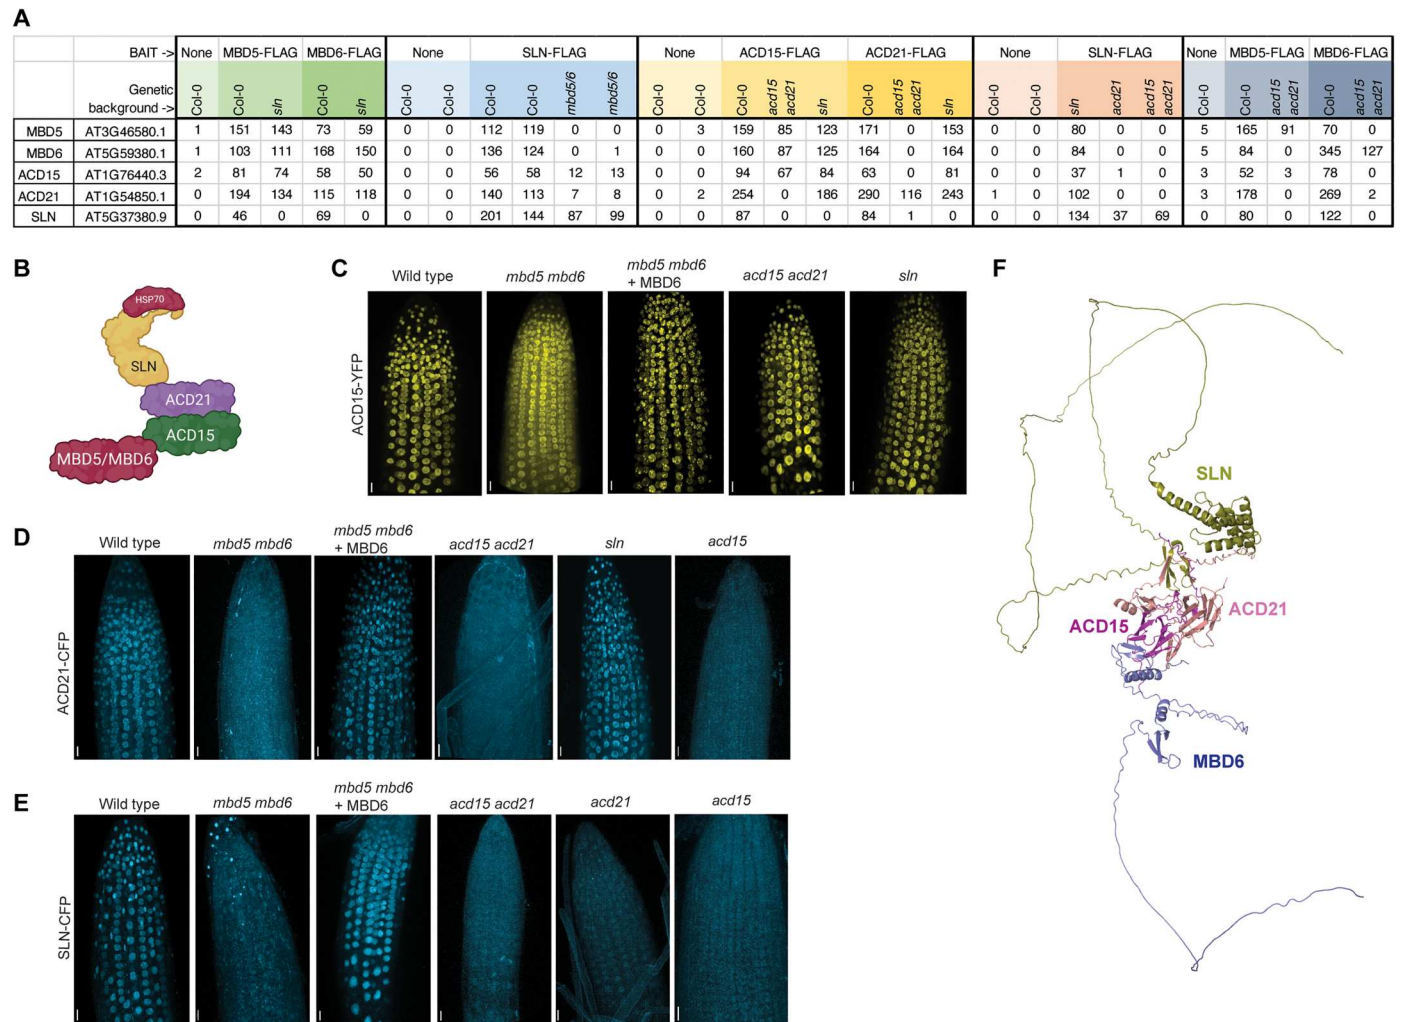 A
BAIT -> None MBD5-FLAG MBD6-FLAG None SLN-FLAG None ACD15-FLAG ACD21-FLAG None SLN-FLAG None MBD5-FLAG MBD6-FLAG
Genetic background -> Col-0 Col-0 sln Col-0 sln Col-0 Col-0 Col-0 Col-0 mbd5/6 mbd5/6 Col-0 Col-0 Col-0 acd15 acd21 sln Col-0 acd15 acd21 sln Col-0 Col-0 sln acd21 acd15 acd21 Col-0 Col-0 acd15 acd21 Col-0 acd15 acd21
MBD5 AT3G46580.1 1 151 143 73 59 0 0 112 119 0 0 0 3 159 85 123 171 0 153 0 0 80 0 0 5 165 91 70 0
MBD6 AT5G59380.1 1 103 111 168 150 0 0 136 124 0 1 0 0 160 87 125 164 0 164 0 0 84 0 0 5 84 0 345 127
ACD15 AT1G76440.3 2 81 74 58 50 0 0 56 58 12 13 0 0 94 67 84 63 0 81 0 0 37 1 0 3 52 3 78 0
ACD21 AT1G54850.1 0 194 134 115 118 0 0 140 113 7 8 0 2 254 0 186 290 116 243 1 0 102 0 0 3 178 0 269 2
SLN AT5G37380.9 0 46 0 69 0 0 0 201 144 87 99 0 0 87 0 0 84 1 0 0 0 134 37 69 0 80 0 122 0
B
HSP70
SLN
ACD21
ACD15
MBD5/MBD6
C
Wild type mbd5 mbd6 mbd5 mbd6 + MBD6 acd15 acd21 sln
ACD15-YFP
D
Wild type mbd5 mbd6 mbd5 mbd6 + MBD6 acd15 acd21 sln acd15
ACD21-CFP
E
Wild type mbd5 mbd6 mbd5 mbd6 + MBD6 acd15 acd21 acd21 acd15
SLN-CFP
F
SLN
ACD21
ACD15
MBD6